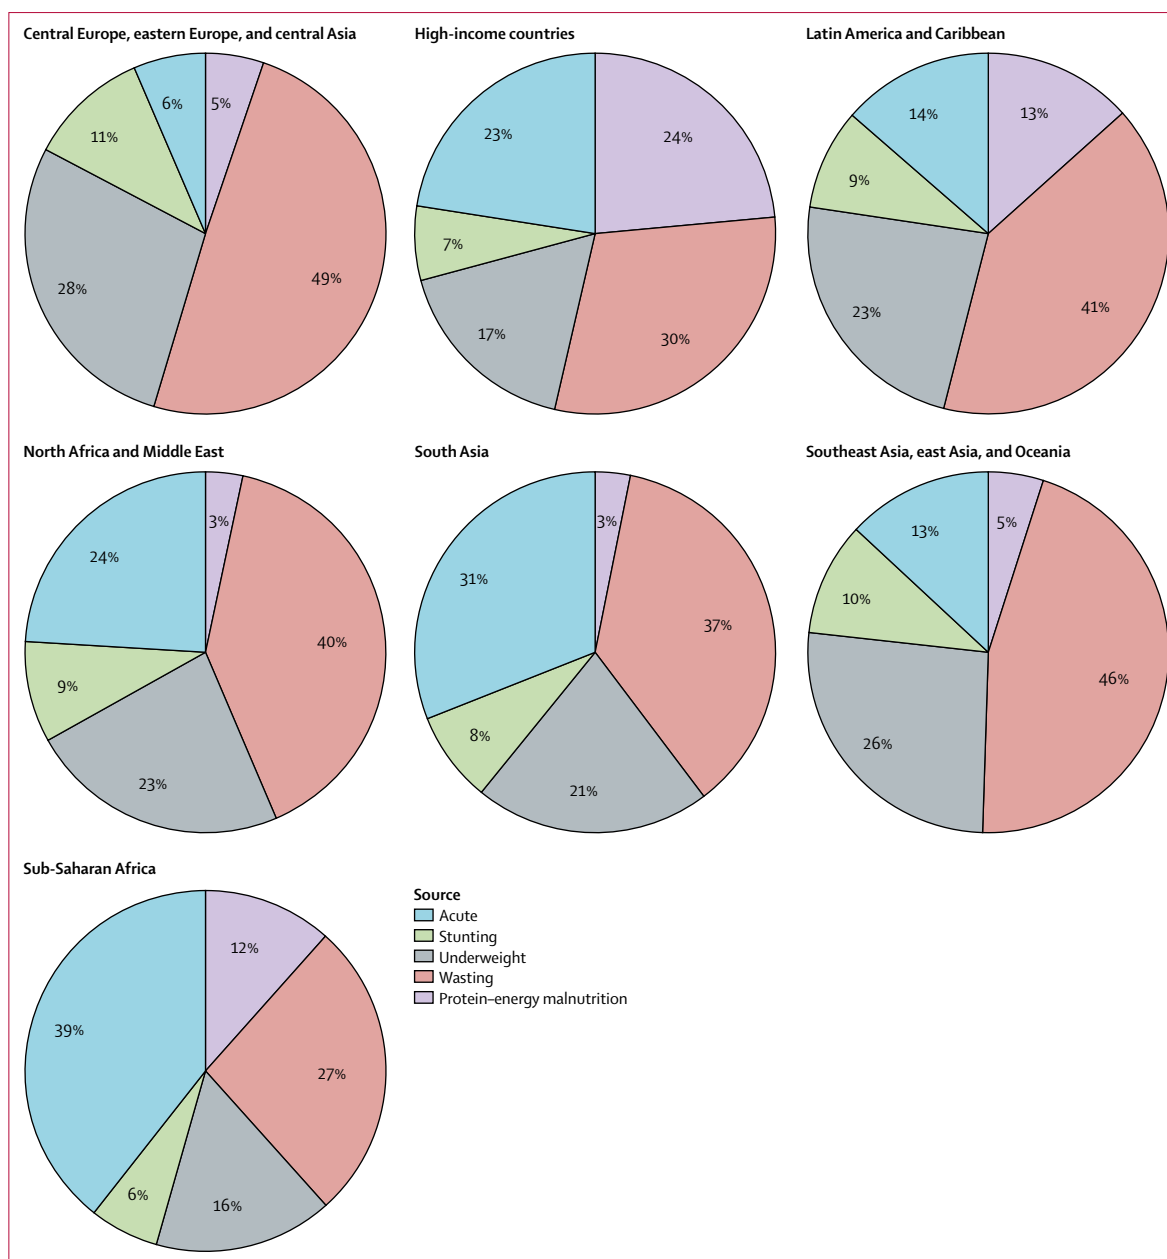 Central Europe, eastern Europe, and central Asia
6%
5%
11%
49%
28%
High-income countries
23%
24%
7%
17%
30%
Latin America and Caribbean
14%
13%
9%
41%
23%
North Africa and Middle East
3%
24%
40%
9%
23%
South Asia
3%
31%
37%
8%
21%
Southeast Asia, east Asia, and Oceania
13%
5%
10%
46%
26%
Sub-Saharan Africa
12%
39%
27%
6%
16%
Source
Acute
Stunting
Underweight
Wasting
Protein–energy malnutrition